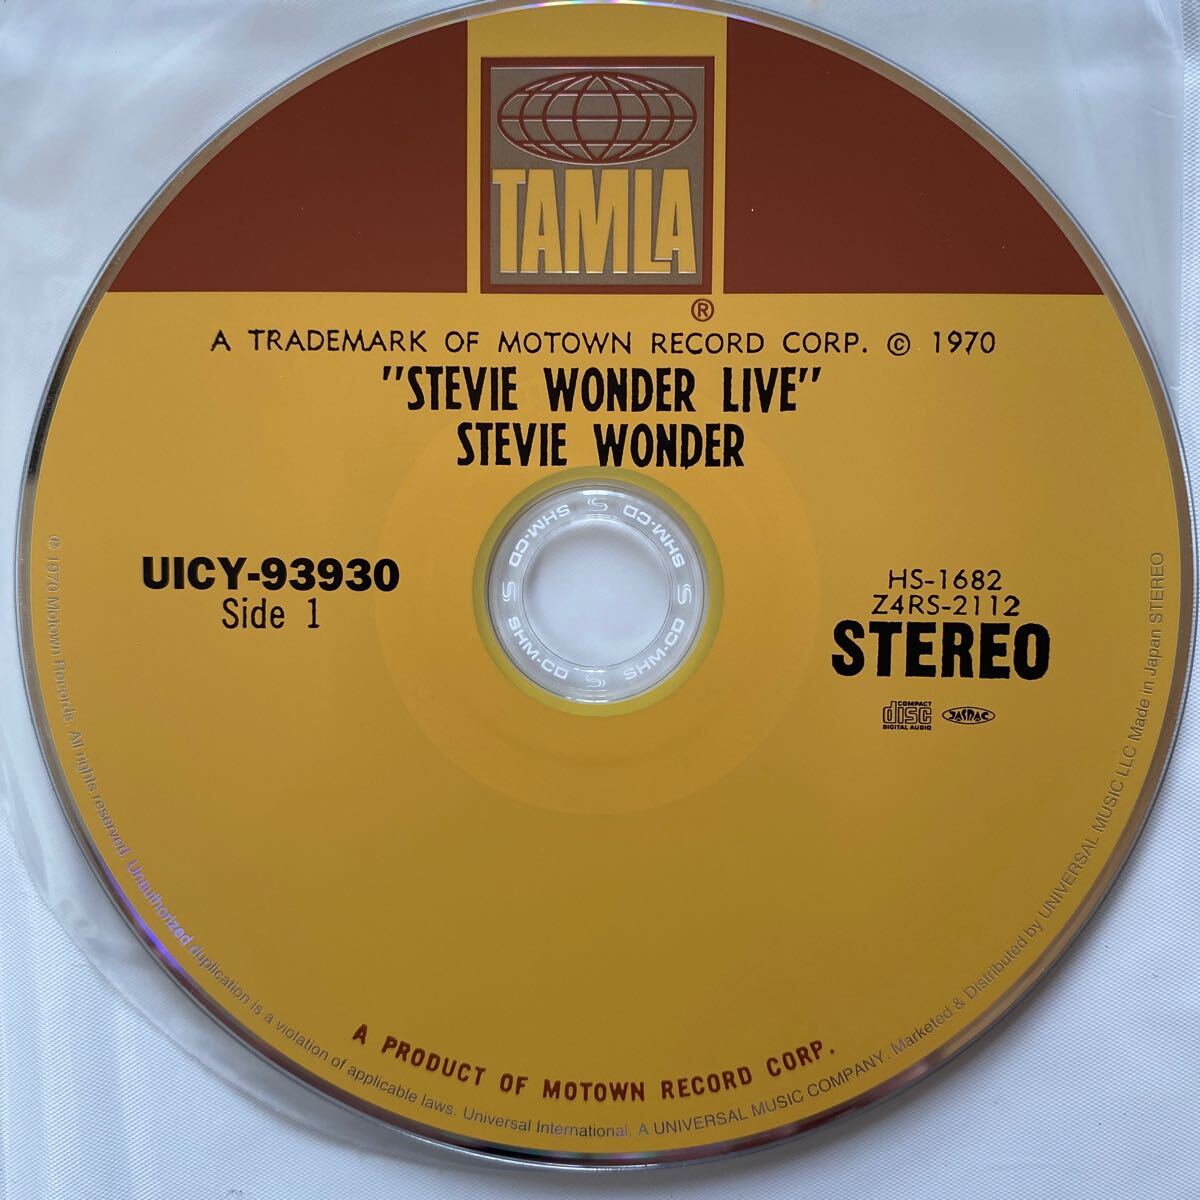 TAMLA
®
A TRADEMARK OF MOTOWN RECORD CORP. © 1970
"STEVIE WONDER LIVE"
STEVIE WONDER
UICY-93930
Side 1
HS-1682
Z4RS-2112
STEREO
COMPACT
disc
DIGITAL AUDIO
JASRAC
SHM-CD S SHM-CD S SHM-CD S SHM-CD S
A PRODUCT OF MOTOWN RECORD CORP.
℗ 1970 Motown Records. All rights reserved. Unauthorized duplication is a violation of applicable laws. Universal International, A UNIVERSAL MUSIC COMPANY. Marketed & Distributed by UNIVERSAL MUSIC LLC Made in Japan STEREO